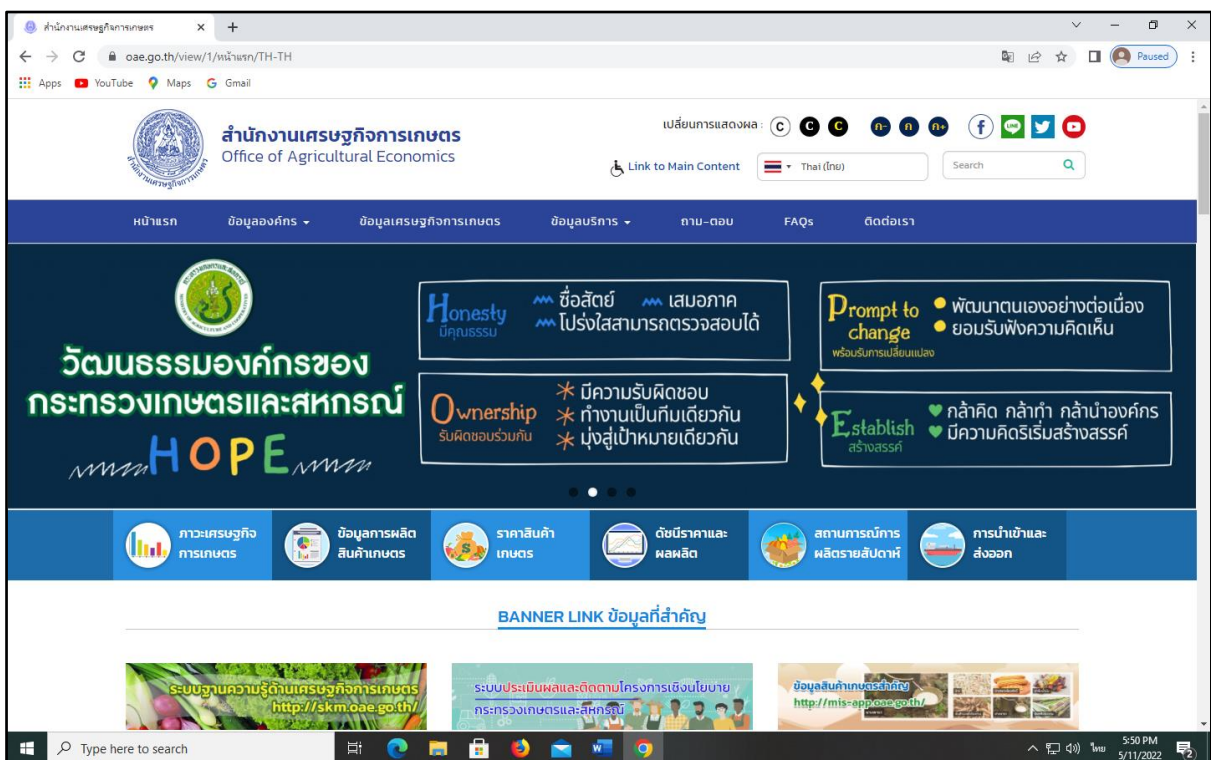 สำนักงานเศรษฐกิจการเกษตร
oae.go.th/view/1/หน้าแรก/TH-TH
Paused
Apps YouTube Maps Gmail
สำนักงานเศรษฐกิจการเกษตร
Office of Agricultural Economics
เปลี่ยนการแสดงผล : C C C ก- ก ก+
Link to Main Content Thai (ไทย) Search
หน้าแรก ข้อมูลองค์กร ข้อมูลเศรษฐกิจการเกษตร ข้อมูลบริการ ถาม-ตอบ FAQs ติดต่อเรา
วัฒนธรรมองค์กรของ
กระทรวงเกษตรและสหกรณ์
HOPE
Honesty
มีคุณธรรม
ซื่อสัตย์ เสมอภาค
โปร่งใสสามารถตรวจสอบได้
Ownership
รับผิดชอบร่วมกัน
มีความรับผิดชอบ
ทำงานเป็นทีมเดียวกัน
มุ่งสู่เป้าหมายเดียวกัน
Prompt to
change
พร้อมรับการเปลี่ยนแปลง
พัฒนาตนเองอย่างต่อเนื่อง
ยอมรับฟังความคิดเห็น
Establish
สร้างสรรค์
กล้าคิด กล้าทำ กล้านำองค์กร
มีความคิดริเริ่มสร้างสรรค์
ภาวะเศรษฐกิจ
การเกษตร
ข้อมูลการผลิต
สินค้าเกษตร
ราคาสินค้า
เกษตร
ดัชนีราคาและ
ผลผลิต
สถานการณ์การ
ผลิตรายสัปดาห์
การนำเข้าและ
ส่งออก
BANNER LINK ข้อมูลที่สำคัญ
ระบบฐานความรู้ด้านเศรษฐกิจการเกษตร
http://skm.oae.go.th/
ระบบประเมินผลและติดตามโครงการเชิงนโยบาย
กระทรวงเกษตรและสหกรณ์
ข้อมูลสินค้าเกษตรสำคัญ
http://mis-app.oae.go.th/
Type here to search
ไทย
5:50 PM
5/11/2022
2